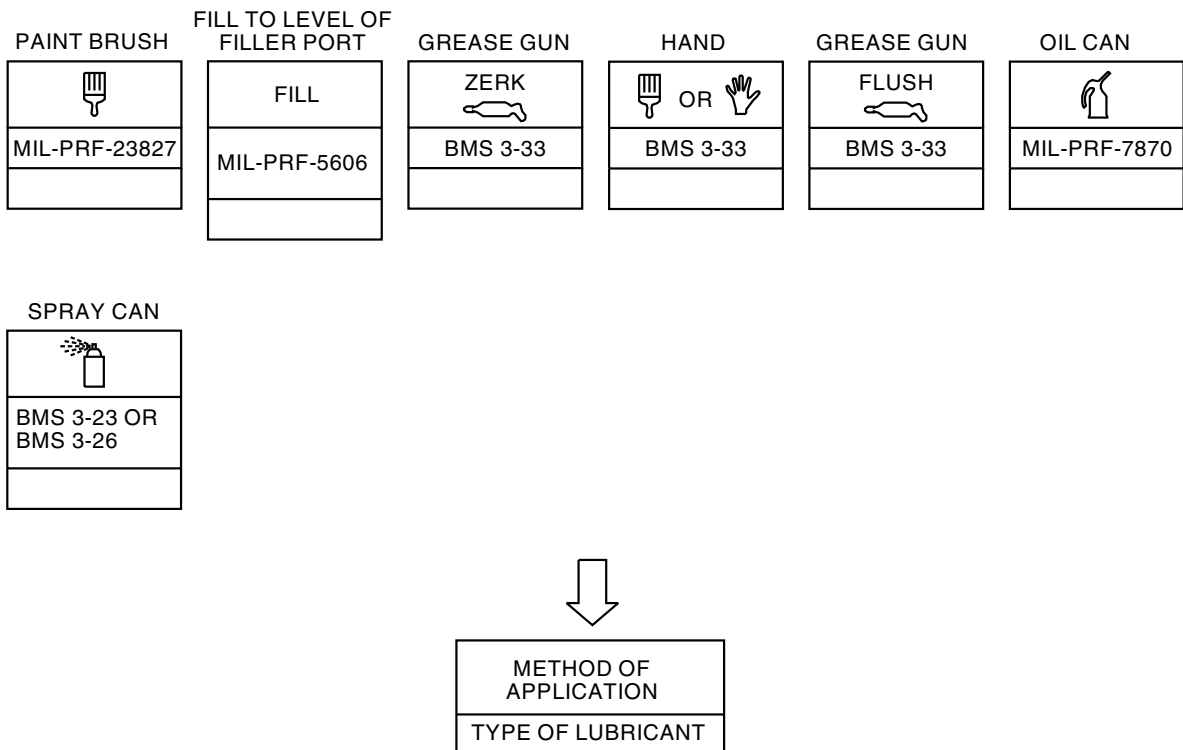 PAINT BRUSH
MIL-PRF-23827
FILL TO LEVEL OF
FILLER PORT
FILL
MIL-PRF-5606
GREASE GUN
ZERK
BMS 3-33
HAND
OR
BMS 3-33
GREASE GUN
FLUSH
BMS 3-33
OIL CAN
MIL-PRF-7870
SPRAY CAN
BMS 3-23 OR
BMS 3-26
METHOD OF
APPLICATION
TYPE OF LUBRICANT